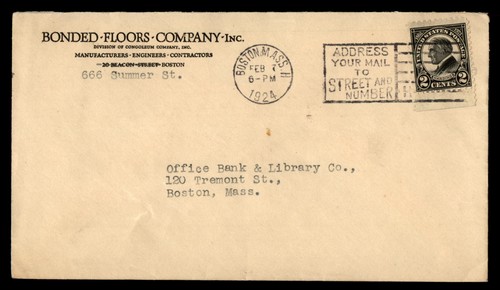 BONDED·FLOORS·COMPANY·INC.
DIVISION OF CONGOLEUM COMPANY, INC.
MANUFACTURERS·ENGINEERS·CONTRACTORS
20 BEACON STREET·BOSTON
666 Summer St.
BOSTON, MASS. H
FEB 7
6-PM
1924
ADDRESS
YOUR MAIL
TO
STREET AND
NUMBER
UNITED STATES POSTAGE
2 CENTS 2
Office Bank & Library Co.,
120 Tremont St.,
Boston, Mass.